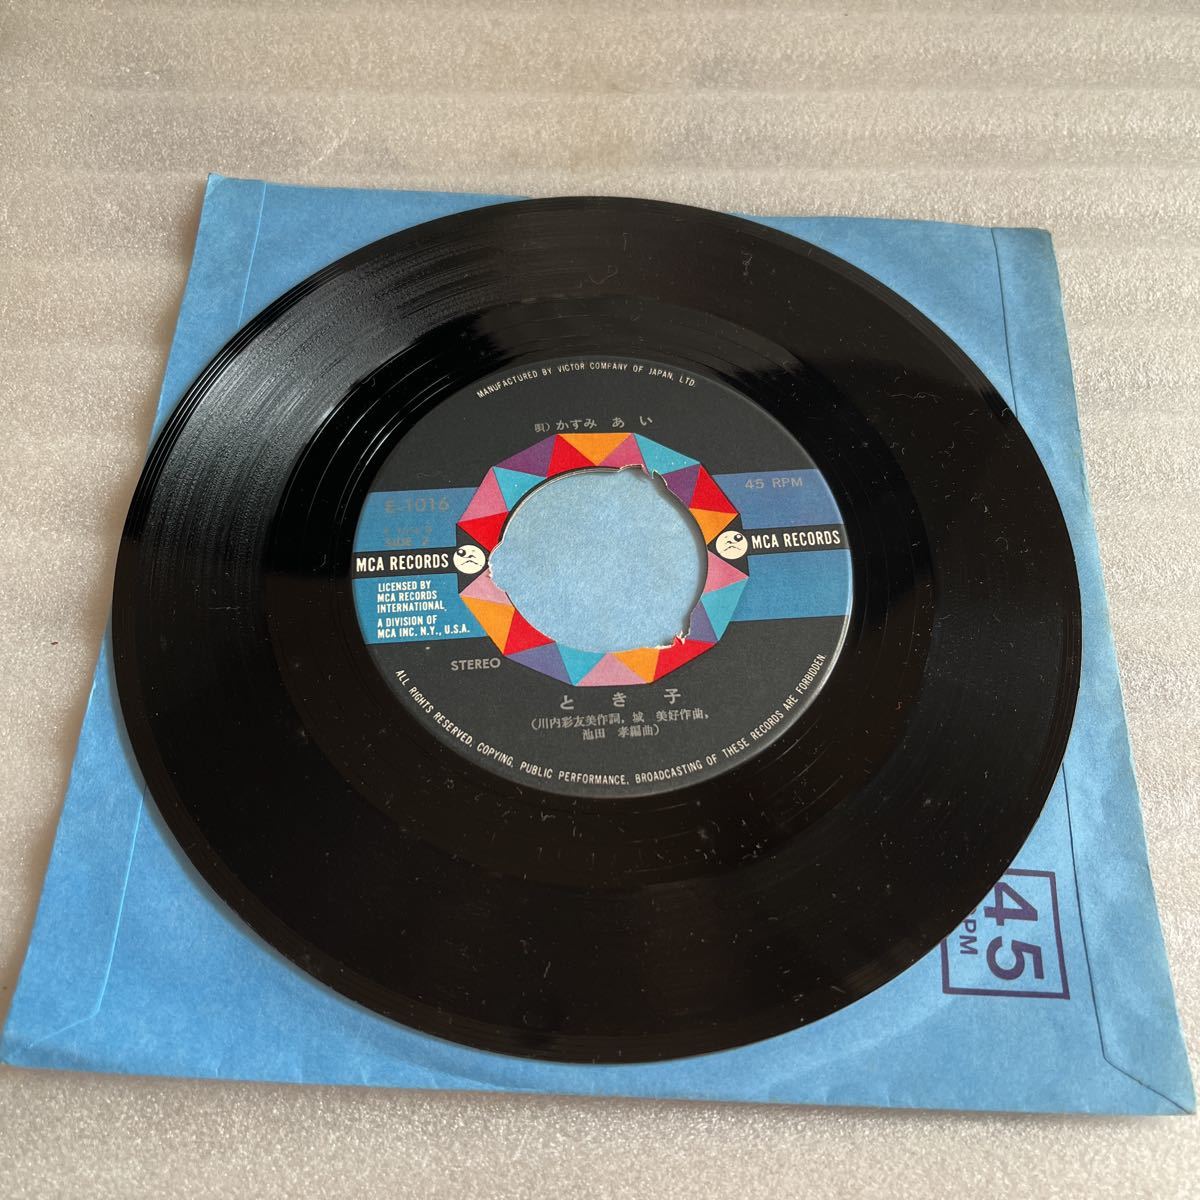 MANUFACTURED BY VICTOR COMPANY OF JAPAN, LTD.
唄) かすみ あい
E-1016
45 RPM
SIDE 2
MCA RECORDS
MCA RECORDS
LICENSED BY
MCA RECORDS
INTERNATIONAL,
A DIVISION OF
MCA INC. N.Y., U.S.A.
STEREO
とき子
(川内彩友美作詞, 城 美好作曲,
池田 孝編曲)
ALL RIGHTS RESERVED. COPYING, PUBLIC PERFORMANCE, BROADCASTING OF THESE RECORDS ARE FORBIDDEN.
45
RPM